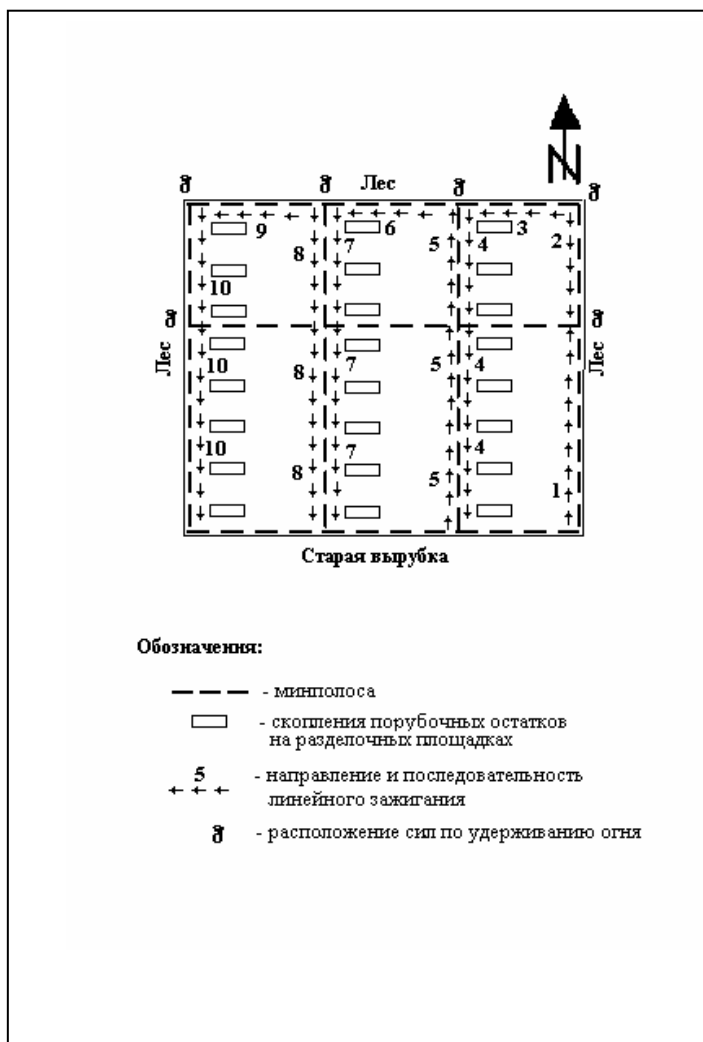 N
Лес
9
6
3
8
7
5
4
2
10
Лес
10
8
7
5
4
Лес
10
8
7
5
4
1
Старая вырубка
Обозначения:
- минполоса
- скопления порубочных остатков
на разделочных площадках
5
- направление и последовательность
линейного зажигания
- расположение сил по удерживанию огня